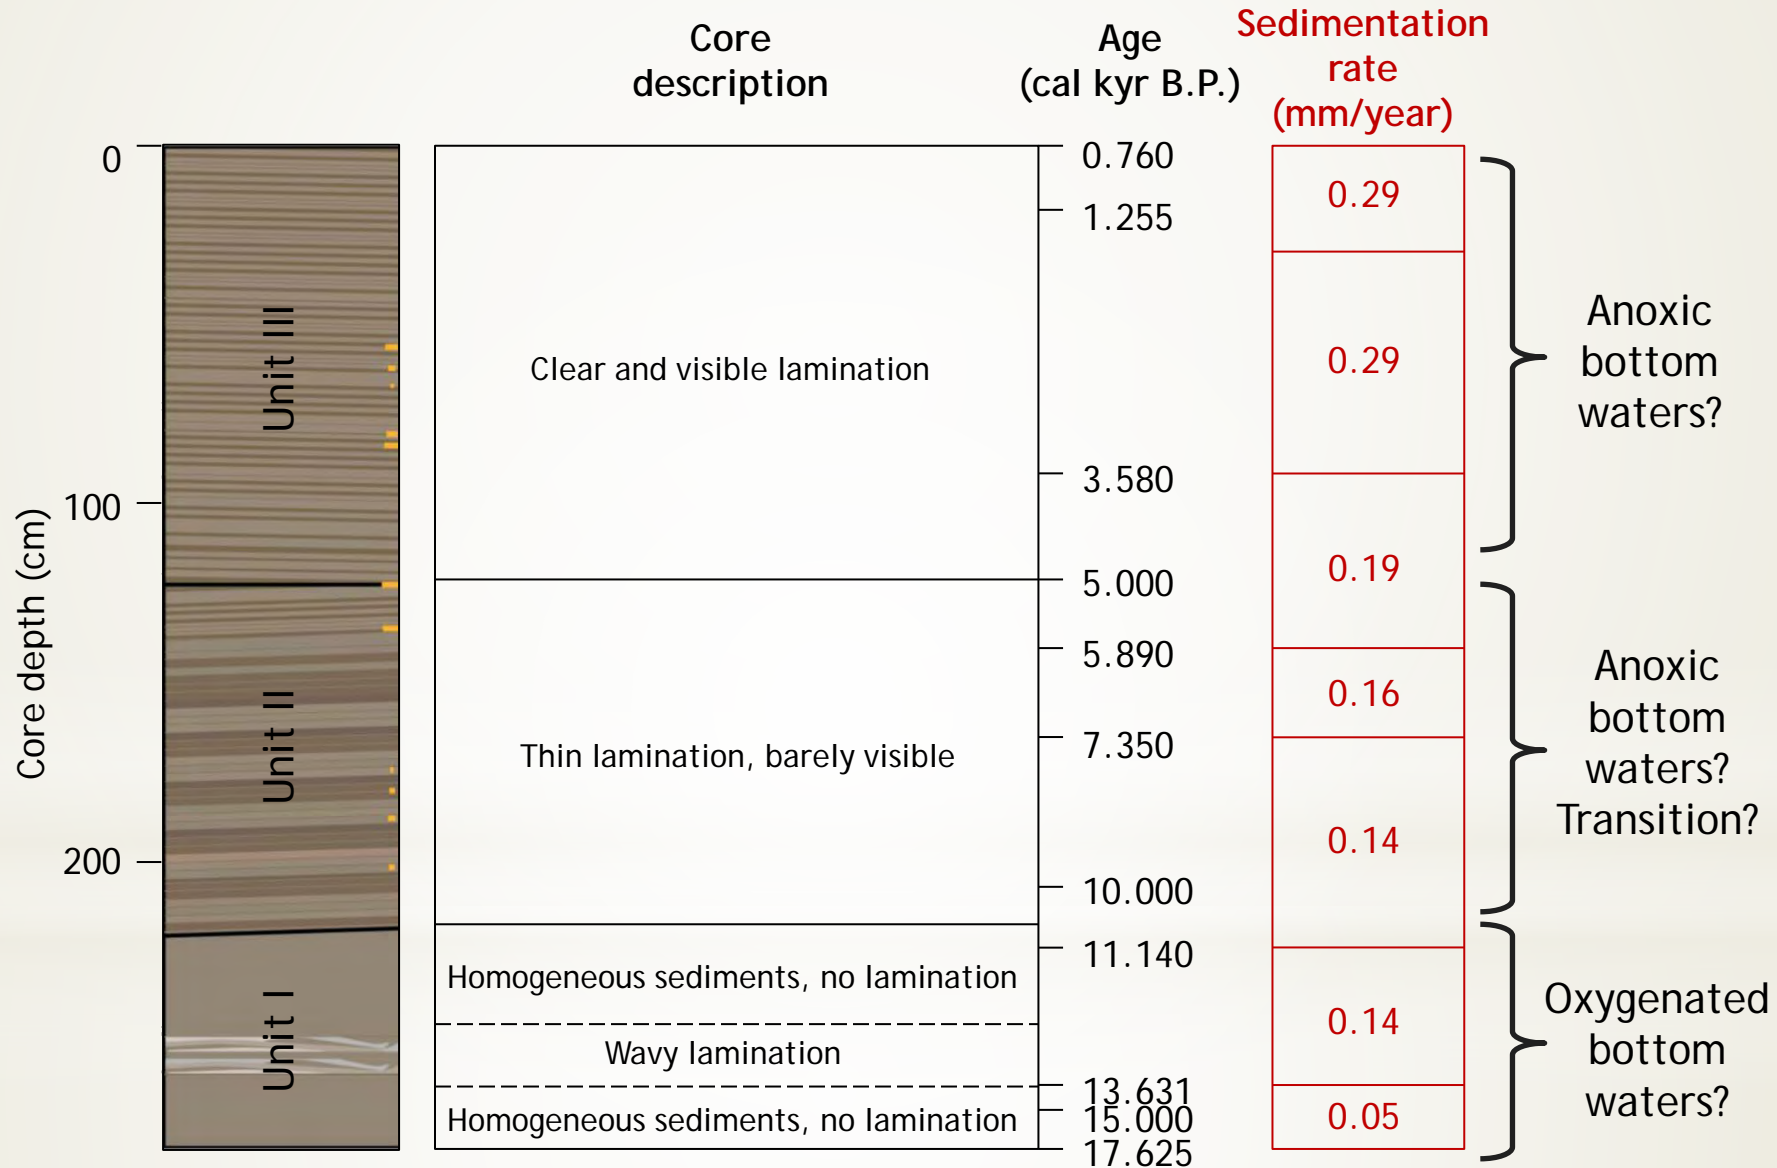 Core
description
Age
(cal kyr B.P.)
Sedimentation
rate
(mm/year)
Core depth (cm)
0
100
200
Unit III
Unit II
Unit I
Clear and visible lamination
Thin lamination, barely visible
Homogeneous sediments, no lamination
Wavy lamination
Homogeneous sediments, no lamination
0.760
1.255
3.580
5.000
5.890
7.350
10.000
11.140
13.631
15.000
17.625
0.29
0.29
0.19
0.16
0.14
0.14
0.05
Anoxic
bottom
waters?
Anoxic
bottom
waters?
Transition?
Oxygenated
bottom
waters?